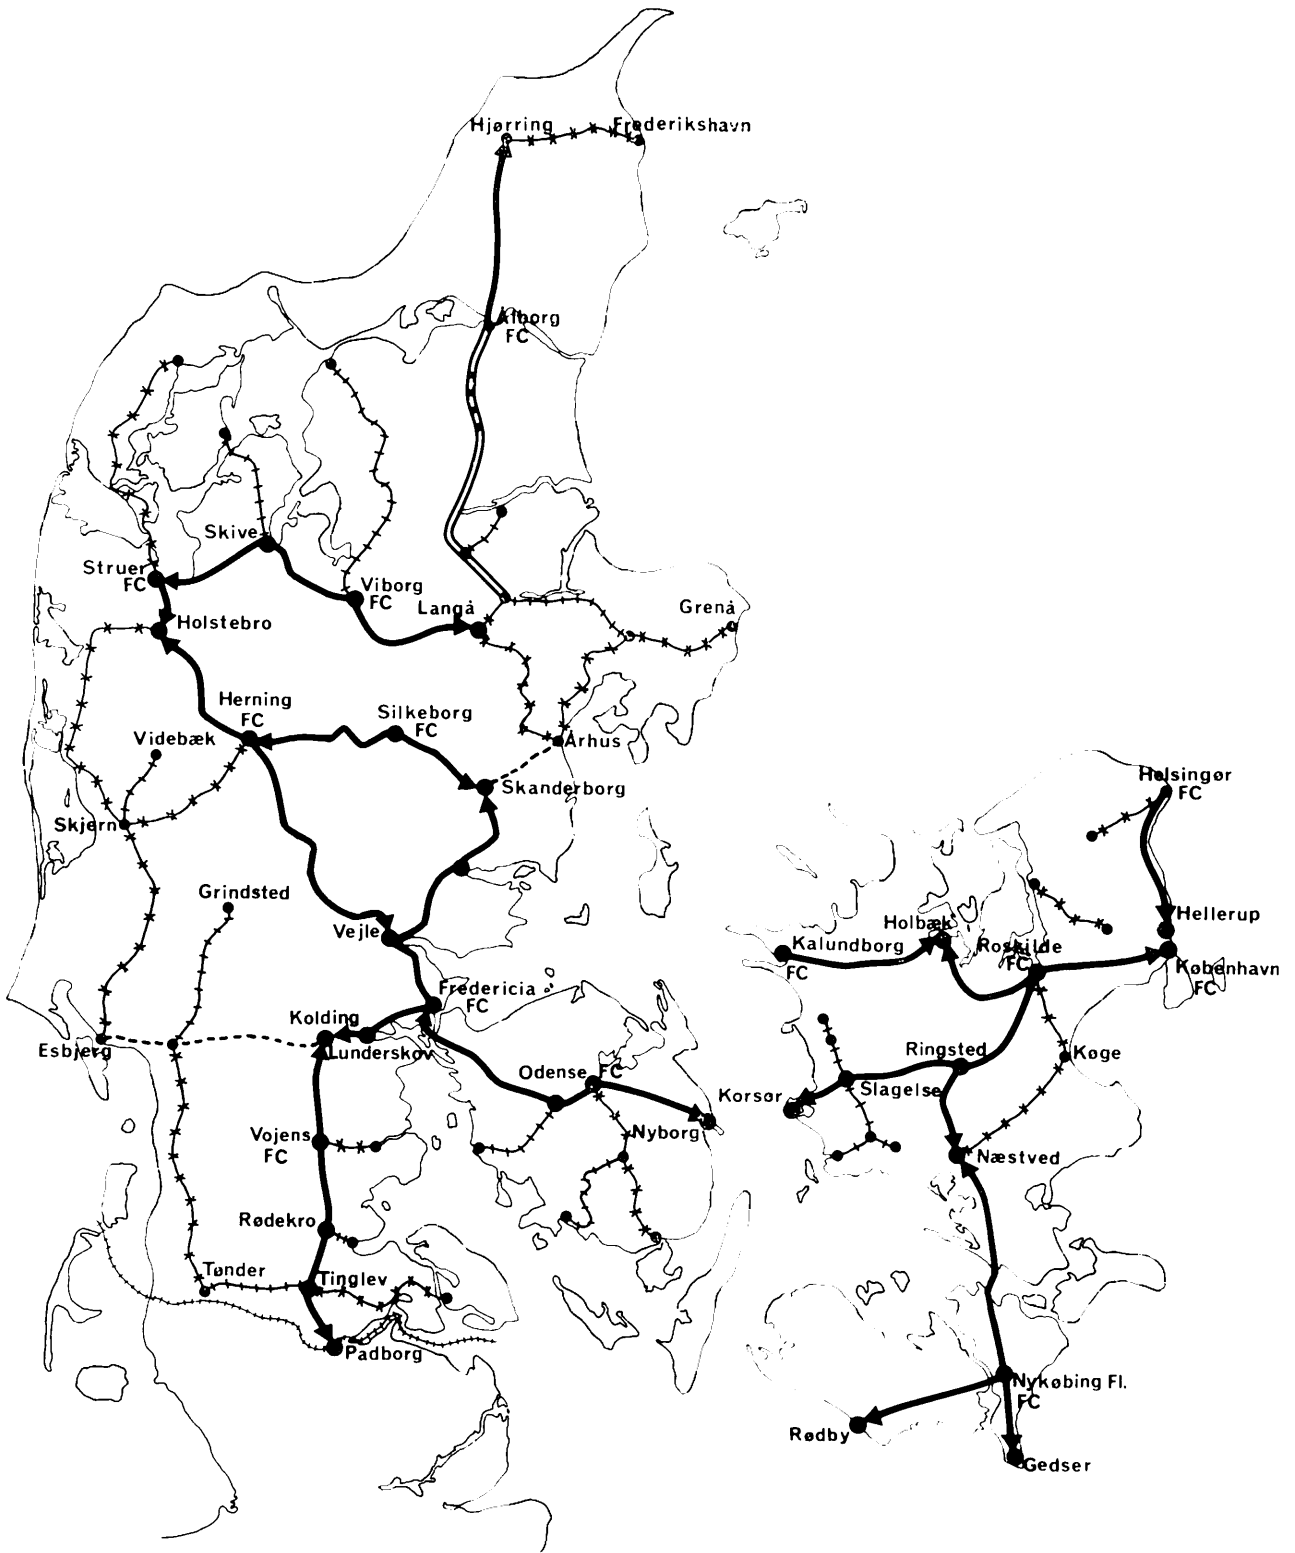 Hjørring
Frederikshavn
Ålborg
FC
Skive
Struer
FC
Viborg
FC
Langå
Grenå
Holstebro
Herning
FC
Silkeborg
FC
Videbæk
Århus
Skanderborg
Skjern
Helsingør
FC
Grindsted
Vejle
Hellerup
Holbæk
Kalundborg
FC
Roskilde
FC
København
FC
Fredericia
FC
Kolding
Lunderskov
Esbjerg
Odense FC
Ringsted
Køge
Korsør
Slagelse
Vojens
FC
Nyborg
Næstved
Rødekro
Tønder
Tinglev
Padborg
Nykøbing Fl.
FC
Rødby
Gedser